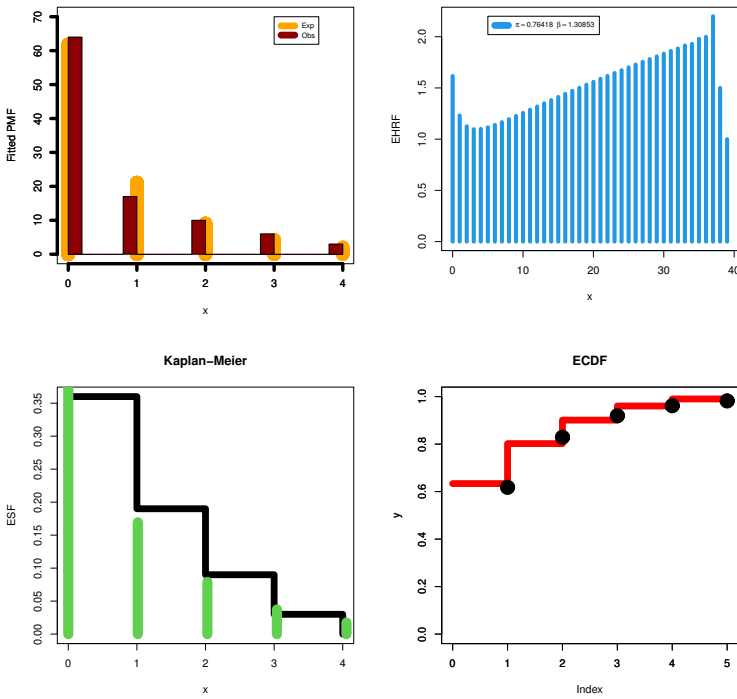 Fitted PMF
70
60
50
40
30
20
10
0
Exp
Obs
0 1 2 3 4
x
EHRF
2.0
1.5
1.0
0.5
0.0
π=0.76418 β=1.30853
0 10 20 30 40
x
Kaplan−Meier
ESF
0.35
0.30
0.25
0.20
0.15
0.10
0.05
0.00
0 1 2 3 4
x
ECDF
y
1.0
0.8
0.6
0.4
0.2
0.0
0 1 2 3 4 5
Index